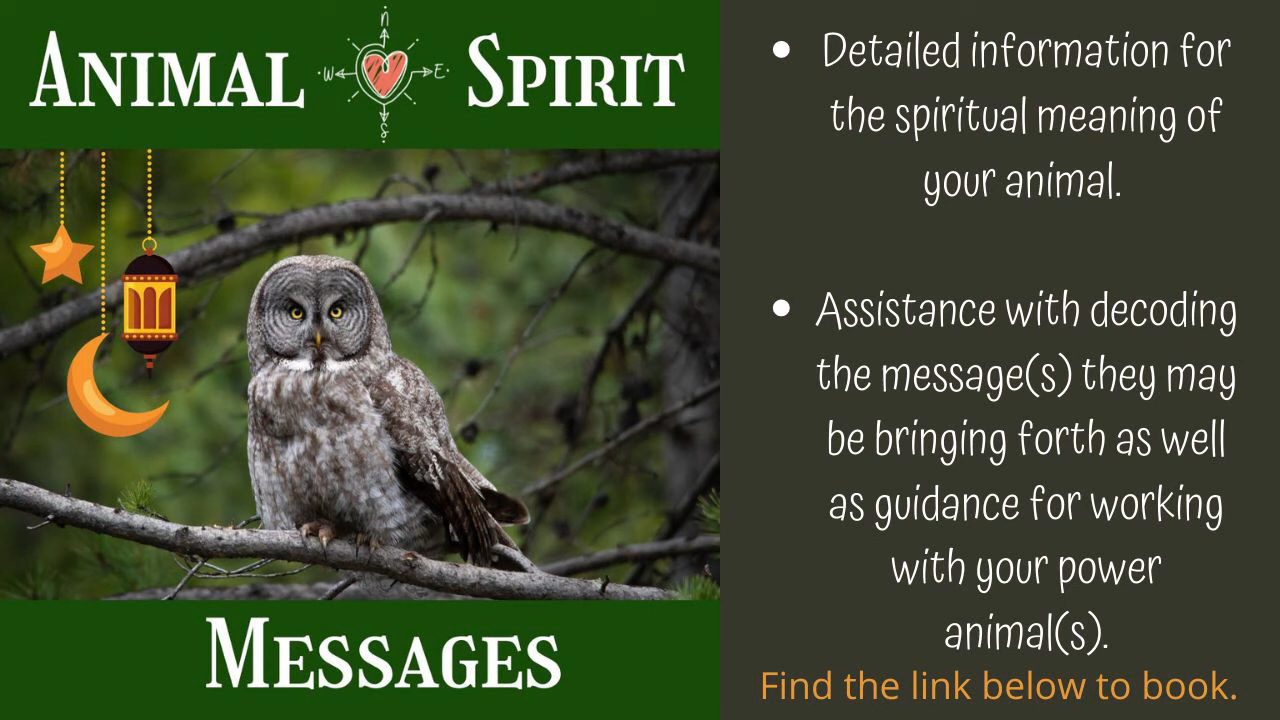 Animal Spirit
n
W E
s
Messages
• Detailed information for
the spiritual meaning of
your animal.
• Assistance with decoding
the message(s) they may
be bringing forth as well
as guidance for working
with your power
animal(s).
Find the link below to book.